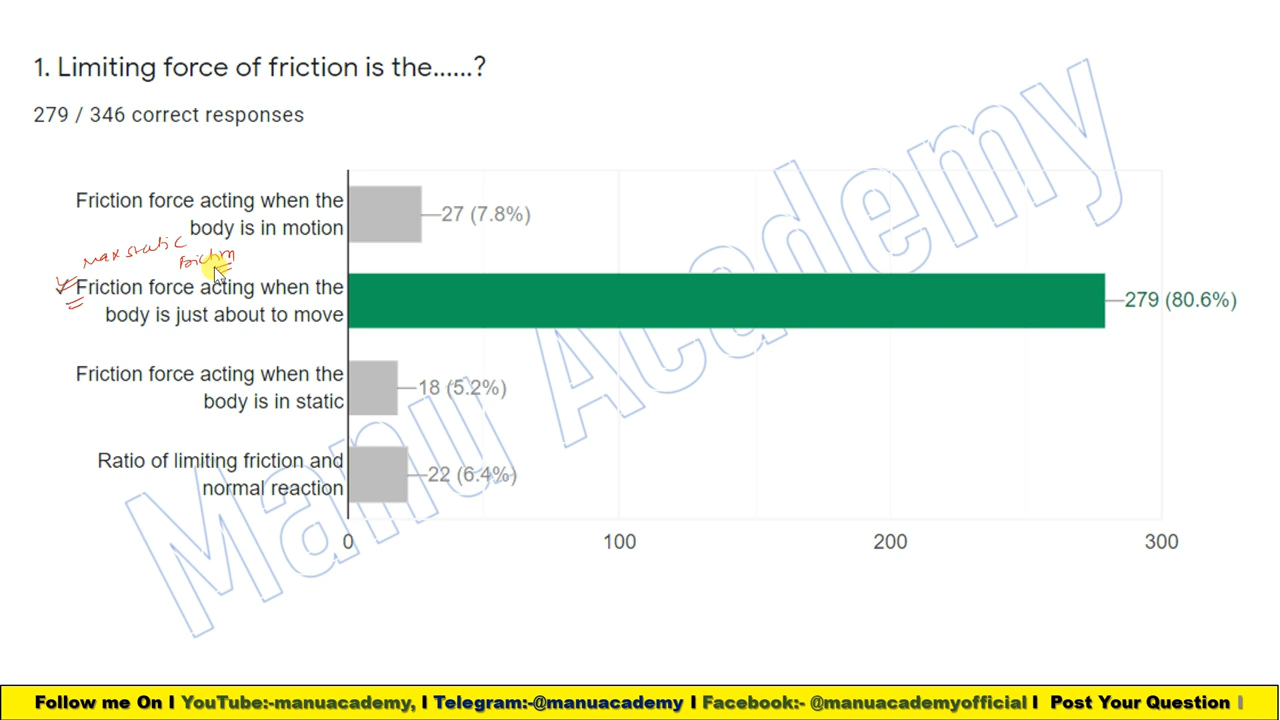 1. Limiting force of friction is the......?
279 / 346 correct responses
Friction force acting when the
body is in motion
27 (7.8%)
Max static
friction
Friction force acting when the
body is just about to move
279 (80.6%)
Friction force acting when the
body is in static
18 (5.2%)
Ratio of limiting friction and
normal reaction
22 (6.4%)
0 100 200 300
Manu Academy
Follow me On I YouTube:-manuacademy, I Telegram:-@manuacademy I Facebook:- @manuacademyofficial I Post Your Question I